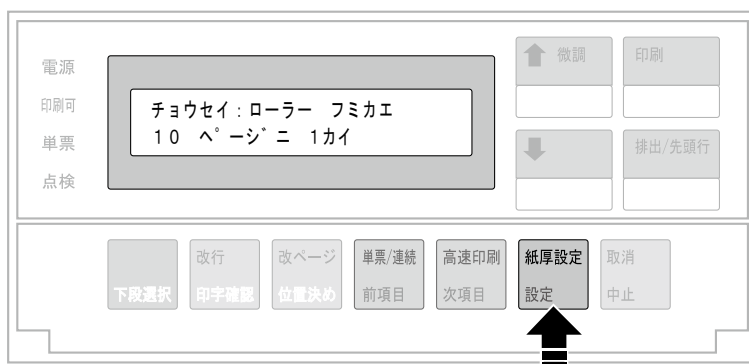 電源
印刷可
単票
点検
チョウセイ:ローラー フミカエ
10 ページニ 1カイ
微調
印刷
排出/先頭行
下段選択
改行
印字確認
改ページ
位置決め
単票/連続
前項目
高速印刷
次項目
紙厚設定
設定
取消
中止